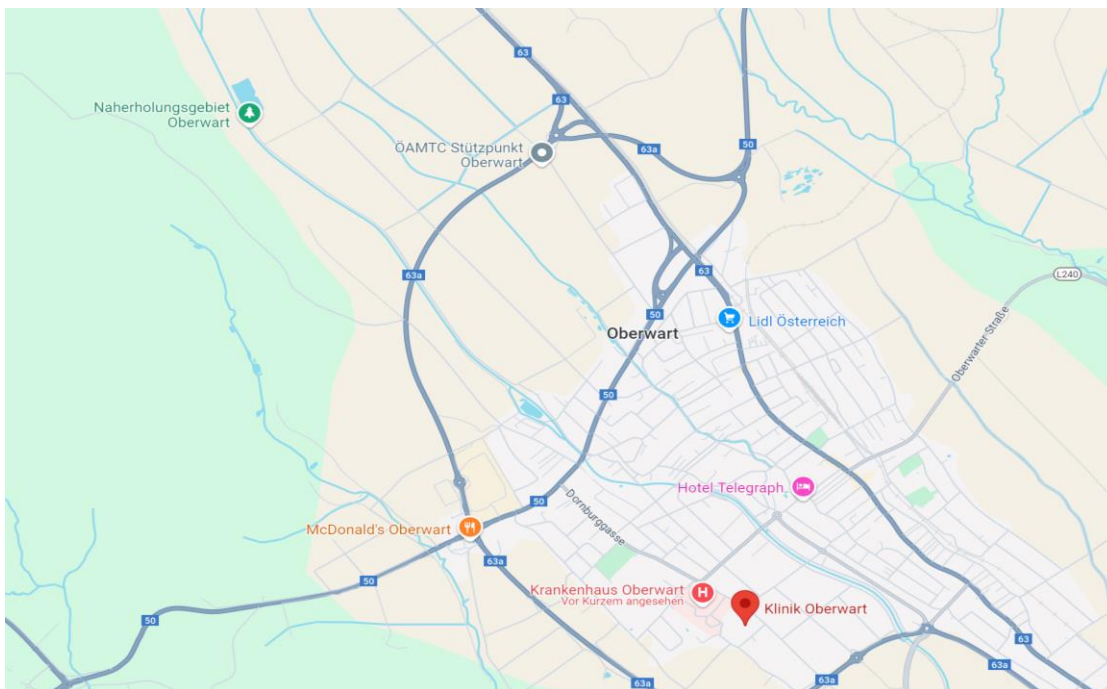 63
50
63
Naherholungsgebiet
Oberwart
ÖAMTC Stützpunkt
Oberwart
63a
50
63a
63
L240
50
Lidl Österreich
Oberwart
Oberwarter Straße
50
Hotel Telegraph
50
Dornburggasse
McDonald's Oberwart
63a
50
Krankenhaus Oberwart
Vor Kurzem angesehen
H
Klinik Oberwart
50
63
63a
63a
63a